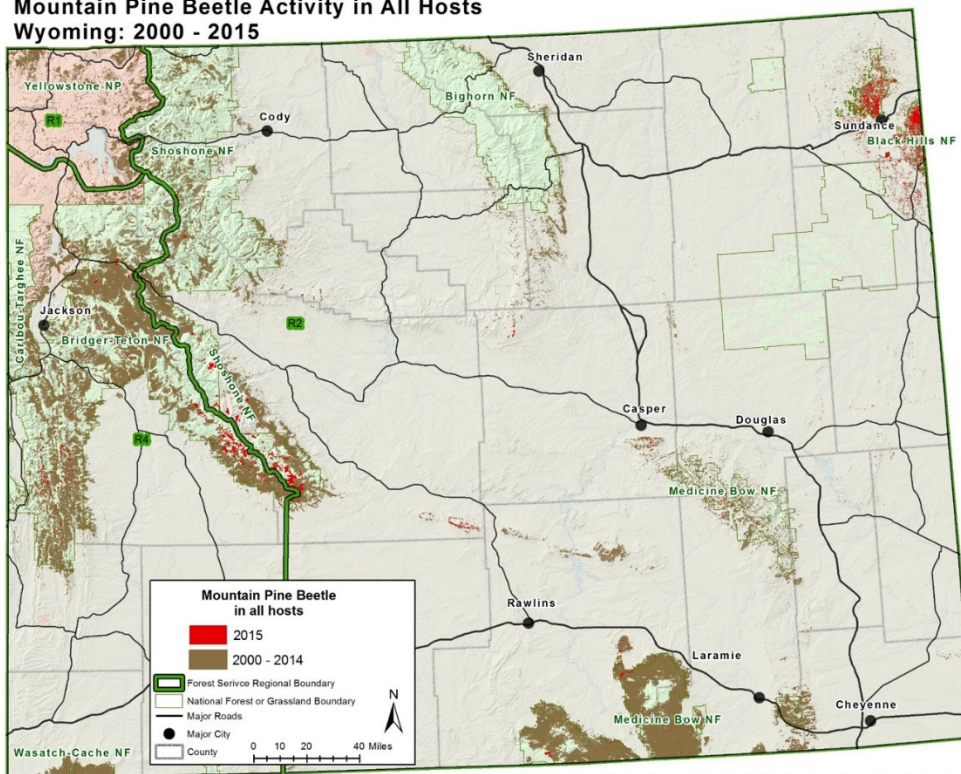 Mountain Pine Beetle Activity in All Hosts
Wyoming: 2000 - 2015
Sheridan
Yellowstone NP
Bighorn NF
R1
Cody
Sundance
Shoshone NF
Black Hills NF
Caribou-Targhee NF
Jackson
R2
Bridger-Teton NF
Shoshone NF
Casper
Douglas
R4
Medicine Bow NF
Rawlins
Laramie
Cheyenne
Medicine Bow NF
Wasatch-Cache NF
Mountain Pine Beetle
in all hosts
2015
2000 - 2014
Forest Serivce Regional Boundary
National Forest or Grassland Boundary
Major Roads
Major City
County
N
0 10 20 40 Miles